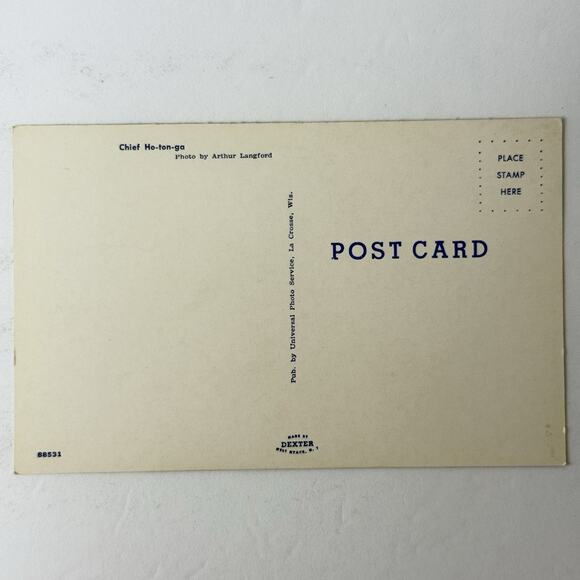 Chief Ho-ton-ga
Photo by Arthur Langford
PLACE
STAMP
HERE
Pub. by Universal Photo Service, La Crosse, Wis.
POST CARD
MADE BY
DEXTER
WEST NYACK, N. Y
88531